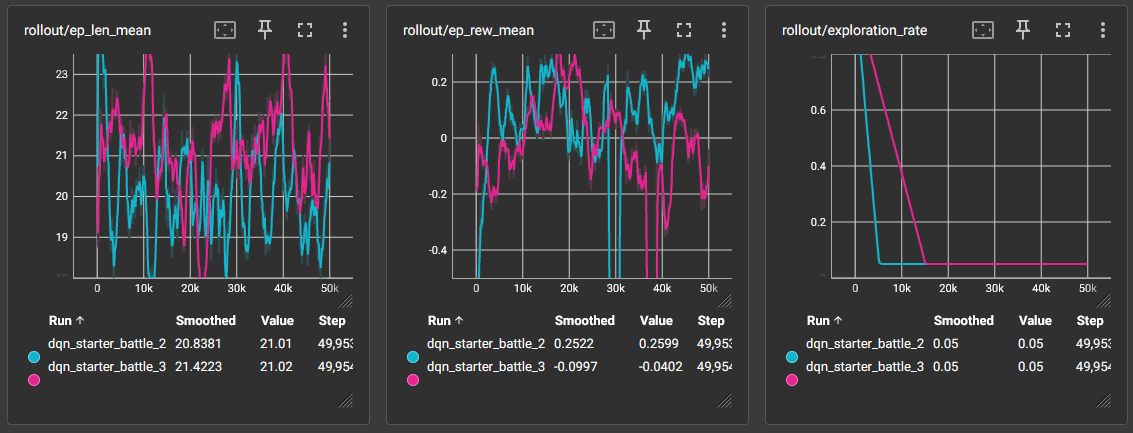 rollout/ep_len_mean
23
22
21
20
19
18
0 10k 20k 30k 40k 50k
Run ↑ Smoothed Value Step
dqn_starter_battle_2 20.8381 21.01 49,953
dqn_starter_battle_3 21.4223 21.02 49,954
rollout/ep_rew_mean
0.2
0
-0.2
-0.4
0 10k 20k 30k 40k 50k
Run ↑ Smoothed Value Step
dqn_starter_battle_2 0.2522 0.2599 49,953
dqn_starter_battle_3 -0.0997 -0.0402 49,954
rollout/exploration_rate
0.8
0.6
0.4
0.2
0
0 10k 20k 30k 40k 50k
Run ↑ Smoothed Value Step
dqn_starter_battle_2 0.05 0.05 49,953
dqn_starter_battle_3 0.05 0.05 49,954